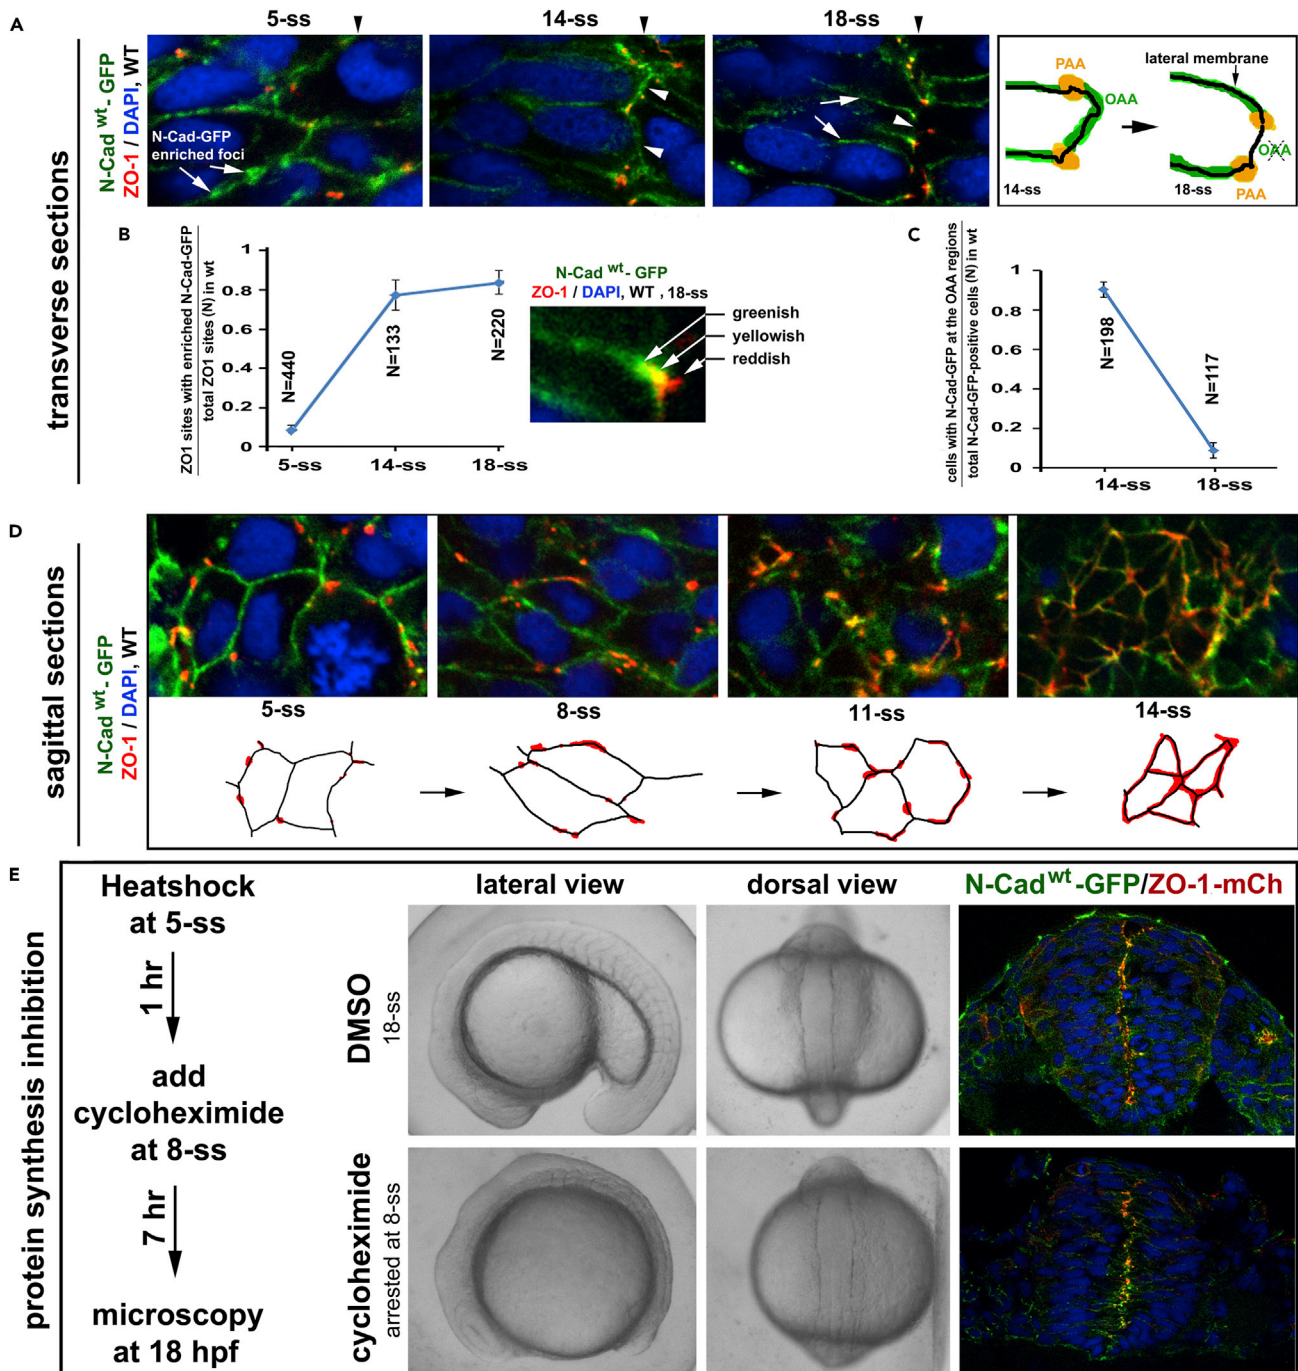 A
transverse sections
N-Cad wt - GFP
ZO-1 / DAPI, WT
5-ss
14-ss
18-ss
N-Cad-GFP
enriched foci
PAA
OAA
14-ss
lateral membrane
OAA
18-ss
PAA
B
ZO1 sites with enriched N-Cad-GFP
total ZO1 sites (N) in wt
1
0.8
0.6
0.4
0.2
0
N=440
N=133
N=220
5-ss
14-ss
18-ss
N-Cad wt - GFP
ZO-1 / DAPI, WT , 18-ss
greenish
yellowish
reddish
C
cells with N-Cad-GFP at the OAA regions
total N-Cad-GFP-positive cells (N) in wt
1
0.8
0.6
0.4
0.2
0
N=198
N=117
14-ss
18-ss
D
sagittal sections
N-Cad wt - GFP
ZO-1 / DAPI, WT
5-ss
8-ss
11-ss
14-ss
E
protein synthesis inhibition
Heatshock
at 5-ss
1 hr
add
cycloheximide
at 8-ss
7 hr
microscopy
at 18 hpf
lateral view
dorsal view
N-Cad wt -GFP/ZO-1-mCh
DMSO
18-ss
cycloheximide
arrested at 8-ss